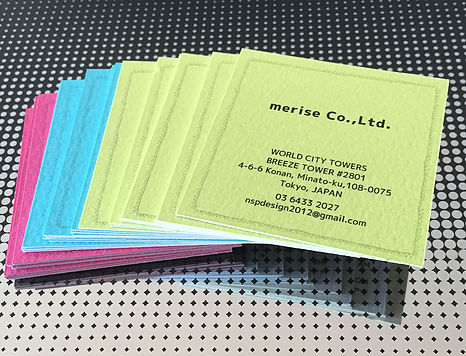 merise Co.,Ltd.
WORLD CITY TOWERS
BREEZE TOWER #2801
4-6-6 Konan, Minato-ku,108-0075
Tokyo, JAPAN
03 6433 2027
nspdesign2012@gmail.com